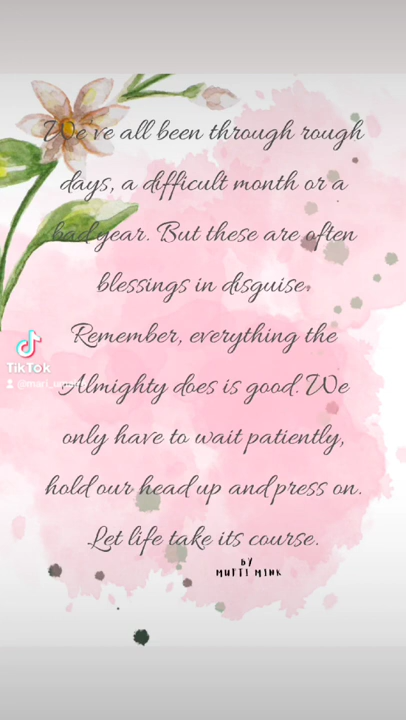 We've all been through rough
days, a difficult month or a
bad year. But these are often
blessings in disguise.
Remember, everything the
Almighty does is good. We
only have to wait patiently,
hold our head up and press on.
Let life take its course.
BY
MUFTI MINK
TikTok